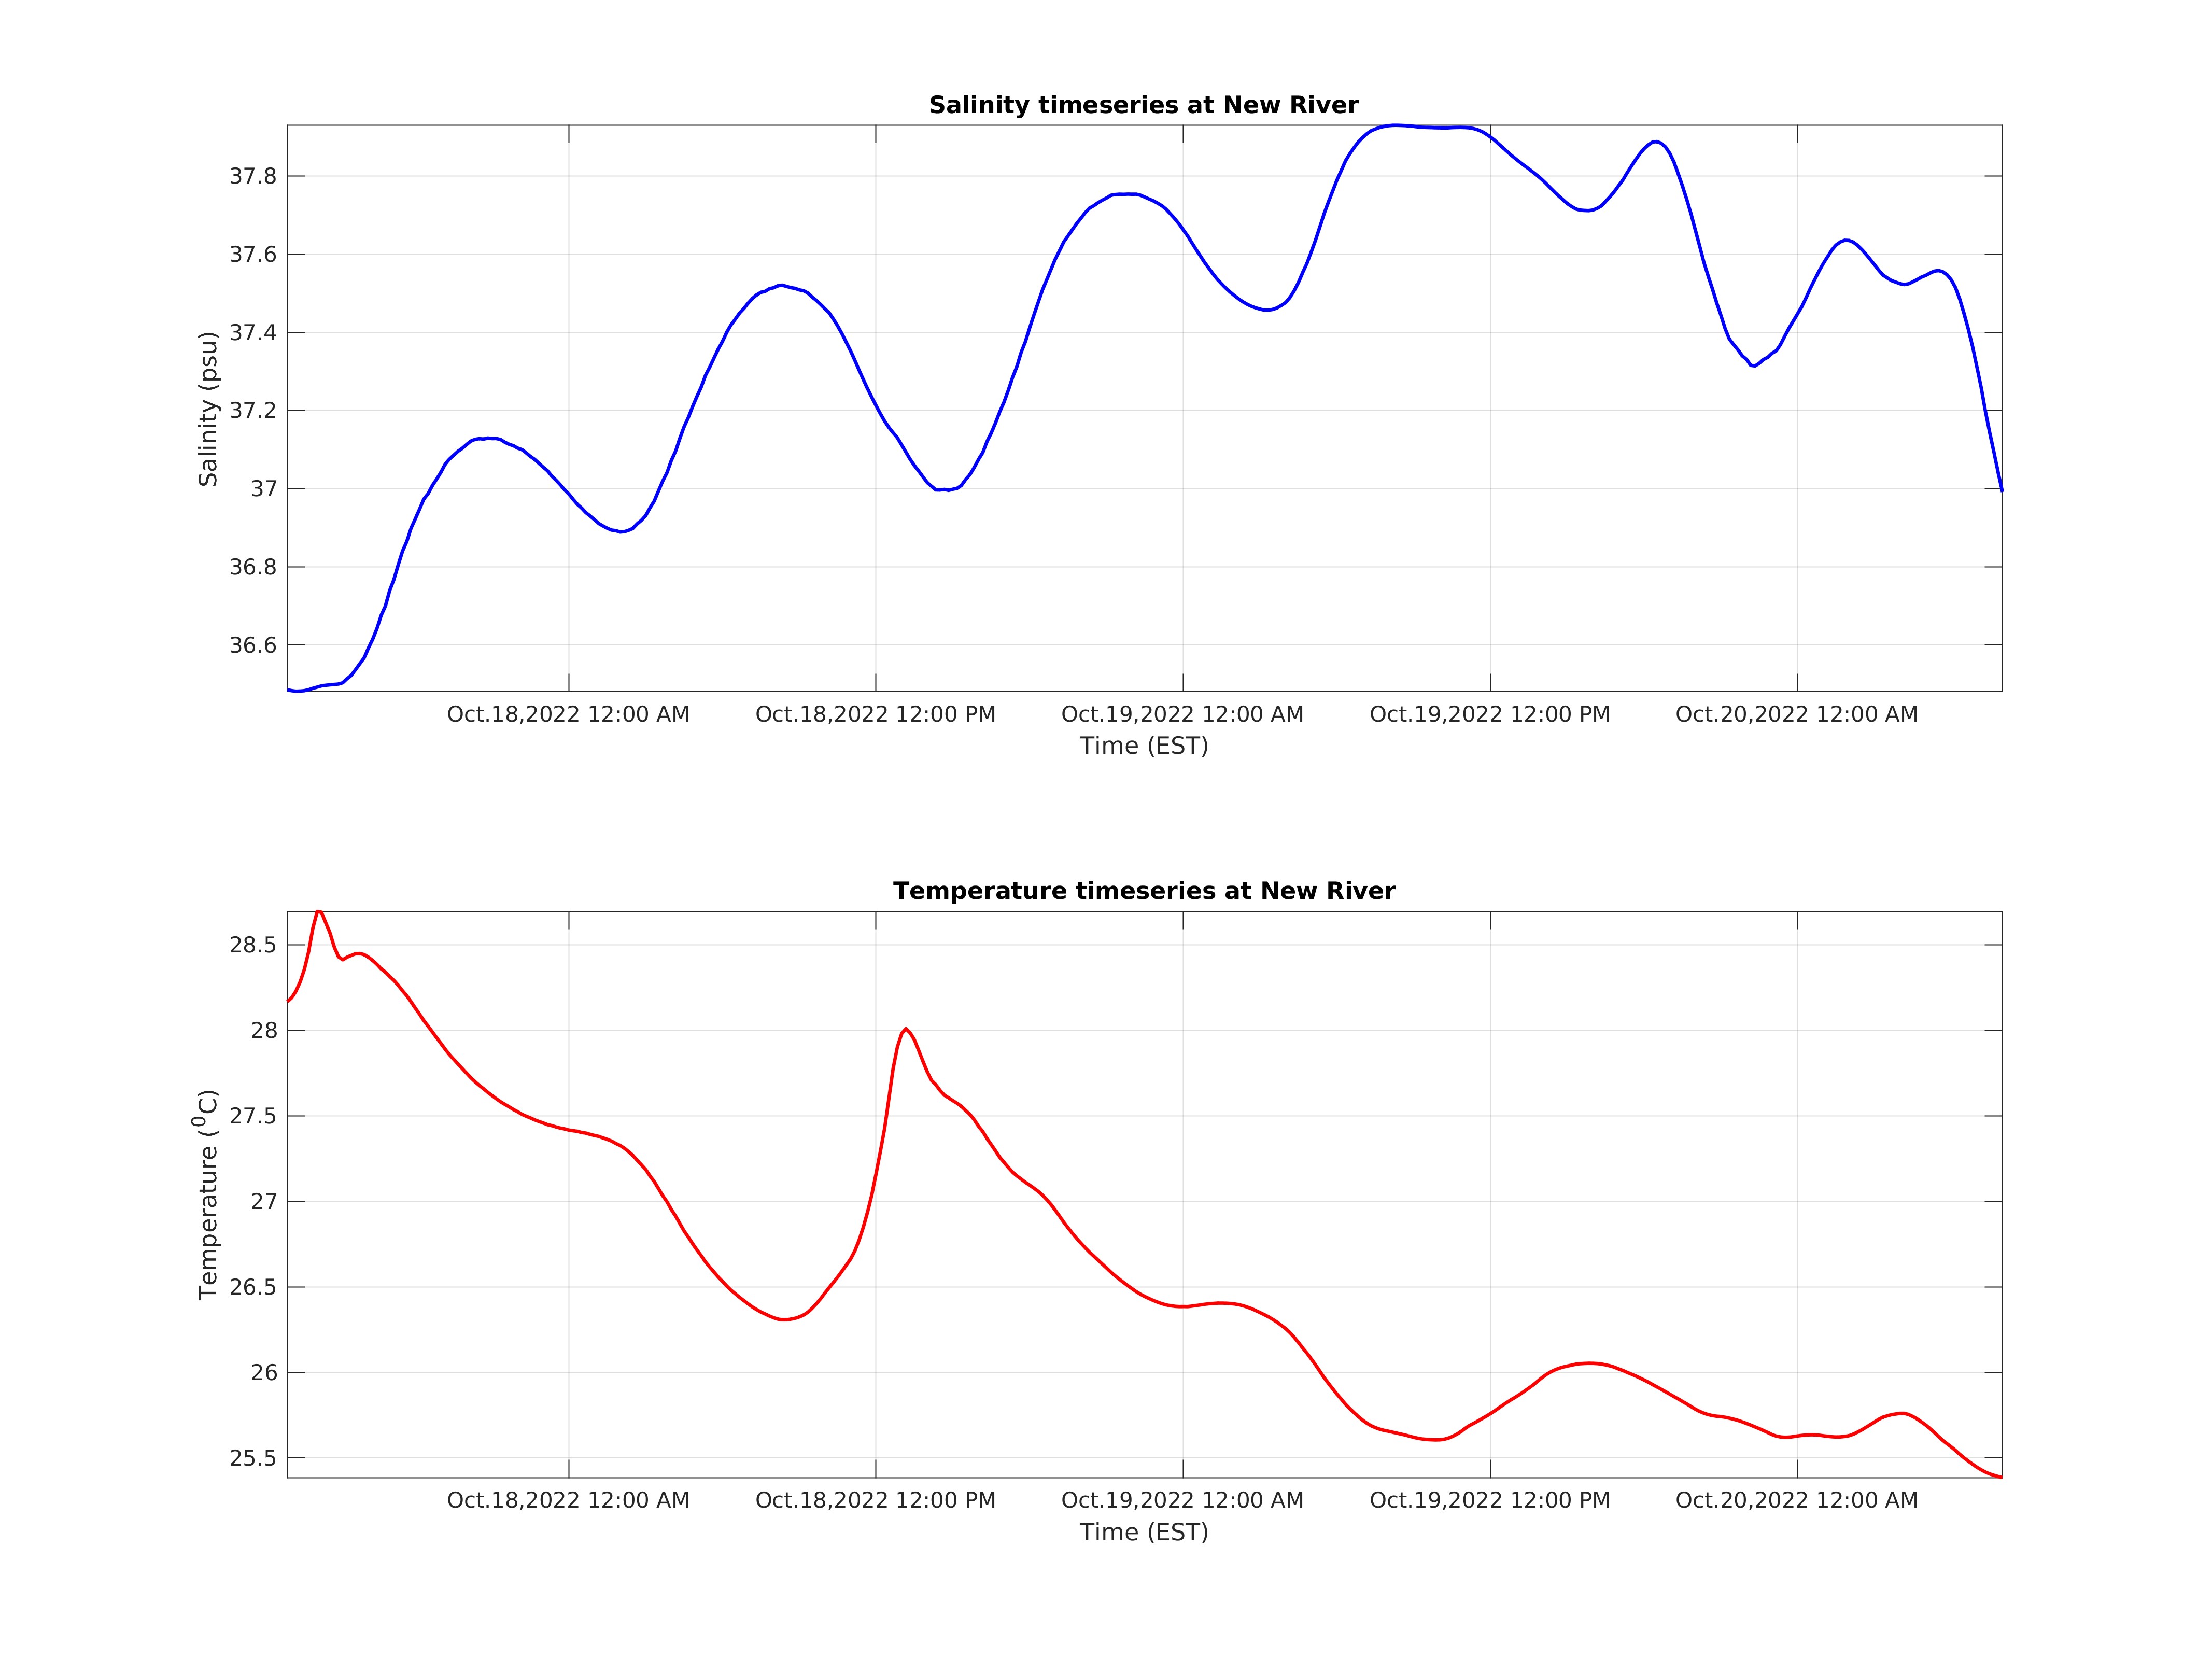 Salinity timeseries at New River
37.8
37.6
37.4
37.2
37
36.8
36.6
Salinity (psu)
Oct.18,2022 12:00 AM Oct.18,2022 12:00 PM Oct.19,2022 12:00 AM Oct.19,2022 12:00 PM Oct.20,2022 12:00 AM
Time (EST)
Temperature timeseries at New River
28.5
28
27.5
27
26.5
26
25.5
Temperature (⁰C)
Oct.18,2022 12:00 AM Oct.18,2022 12:00 PM Oct.19,2022 12:00 AM Oct.19,2022 12:00 PM Oct.20,2022 12:00 AM
Time (EST)